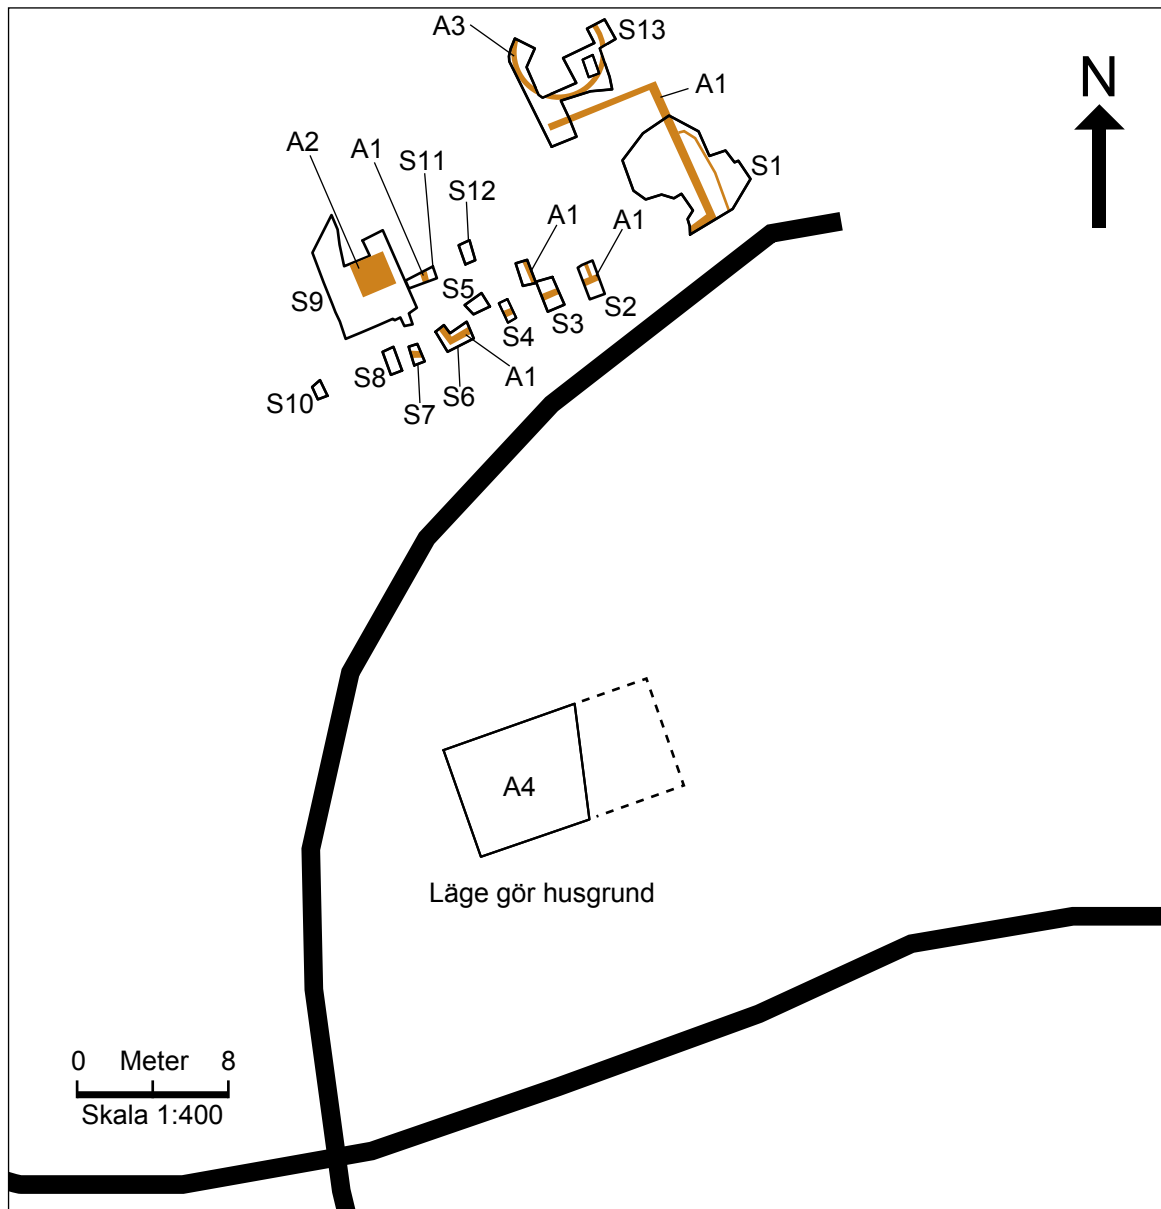 A3
S13
N
A1
A2
A1
S11
S1
S12
A1
A1
S9
S5
S4
S3
S2
S8
S7
S6
A1
S10
A4
Läge gör husgrund
0 Meter 8
Skala 1:400